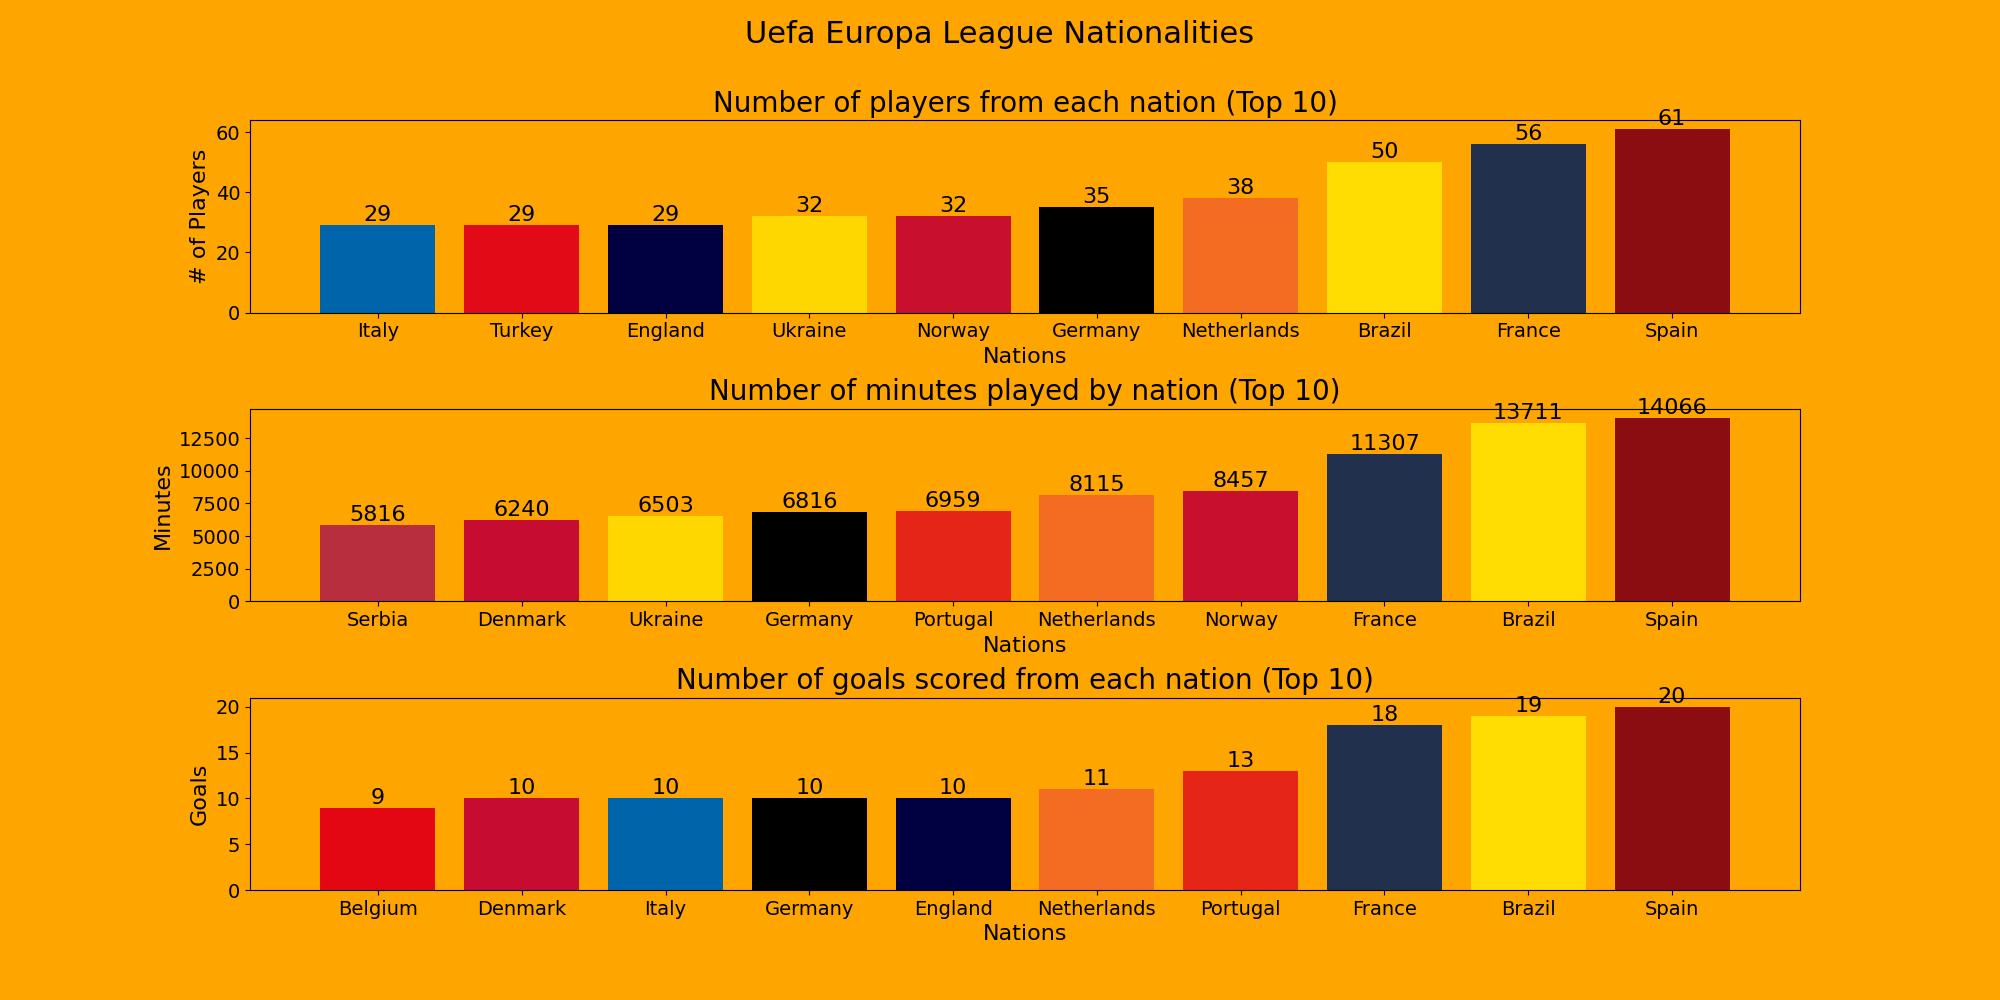 Uefa Europa League Nationalities
Number of players from each nation (Top 10)
# of Players
60
40
20
0
29 29 29 32 32 35 38 50 56 61
Italy Turkey England Ukraine Norway Germany Netherlands Brazil France Spain
Nations
Number of minutes played by nation (Top 10)
Minutes
12500
10000
7500
5000
2500
0
5816 6240 6503 6816 6959 8115 8457 11307 13711 14066
Serbia Denmark Ukraine Germany Portugal Netherlands Norway France Brazil Spain
Nations
Number of goals scored from each nation (Top 10)
Goals
20
15
10
5
0
9 10 10 10 10 11 13 18 19 20
Belgium Denmark Italy Germany England Netherlands Portugal France Brazil Spain
Nations